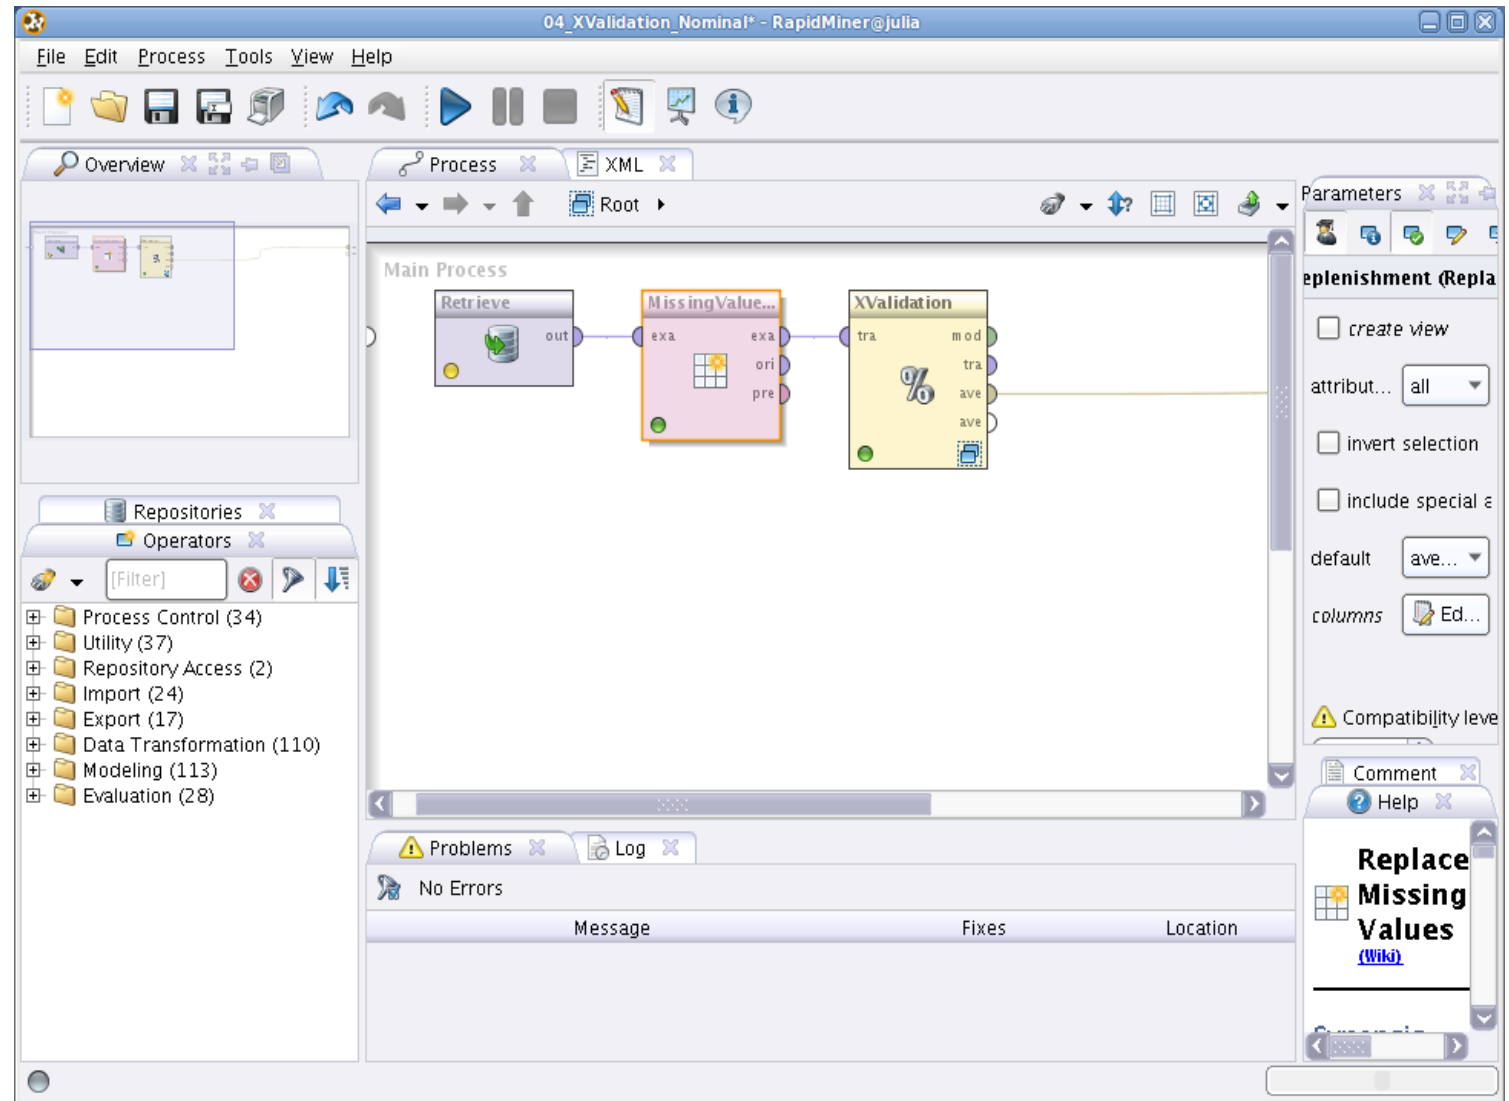 04_XValidation_Nominal* - RapidMiner@julia
File Edit Process Tools View Help
Overview
Process
XML
Root
Parameters
Main Process
Retrieve
out
MissingValue...
exa
exa
ori
pre
XValidation
tra
mod
tra
ave
ave
%
eplenishment (Repla
create view
attribut... all
invert selection
include special a
default ave...
columns Ed...
Compatibility leve
Repositories
Operators
[Filter]
Process Control (34)
Utility (37)
Repository Access (2)
Import (24)
Export (17)
Data Transformation (110)
Modeling (113)
Evaluation (28)
Problems
Log
No Errors
Message Fixes Location
Comment
Help
Replace
Missing
Values
(Wiki)